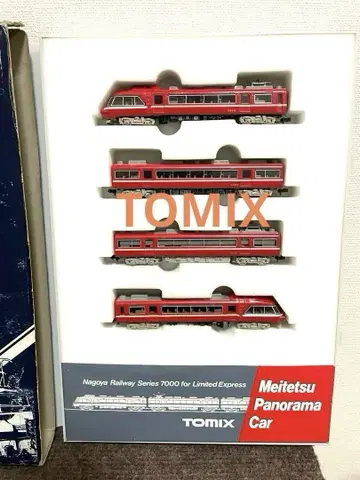 TOMIX
Nagoya Railway Series 7000 for Limited Express
TOMIX
Meitetsu
Panorama
Car